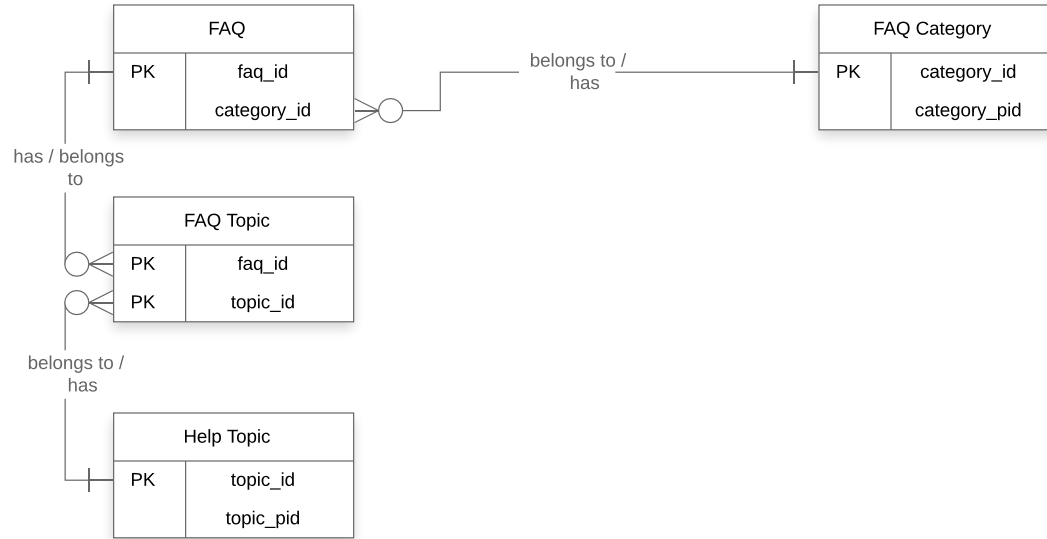 FAQ
PK faq_id
category_id
belongs to /
has
FAQ Category
PK category_id
category_pid
has / belongs
to
FAQ Topic
PK faq_id
PK topic_id
belongs to /
has
Help Topic
PK topic_id
topic_pid